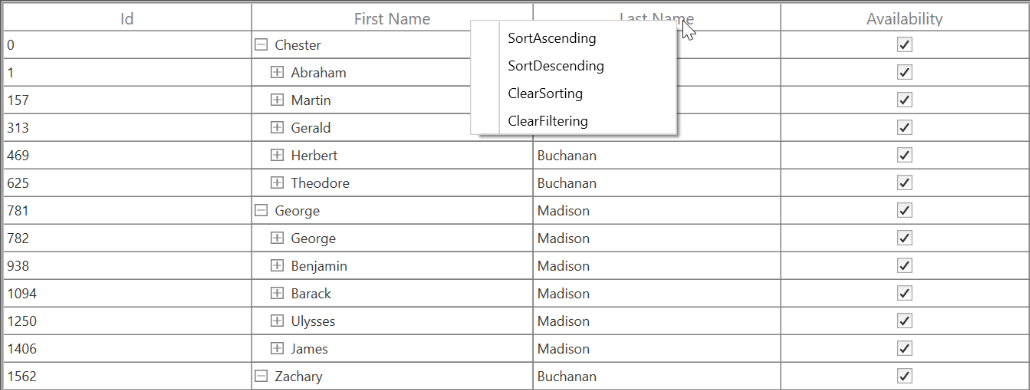 Id First Name Last Name Availability
0 Chester SortAscending
1 Abraham SortDescending
157 Martin ClearSorting
313 Gerald ClearFiltering
469 Herbert Buchanan
625 Theodore Buchanan
781 George Madison
782 George Madison
938 Benjamin Madison
1094 Barack Madison
1250 Ulysses Madison
1406 James Madison
1562 Zachary Buchanan